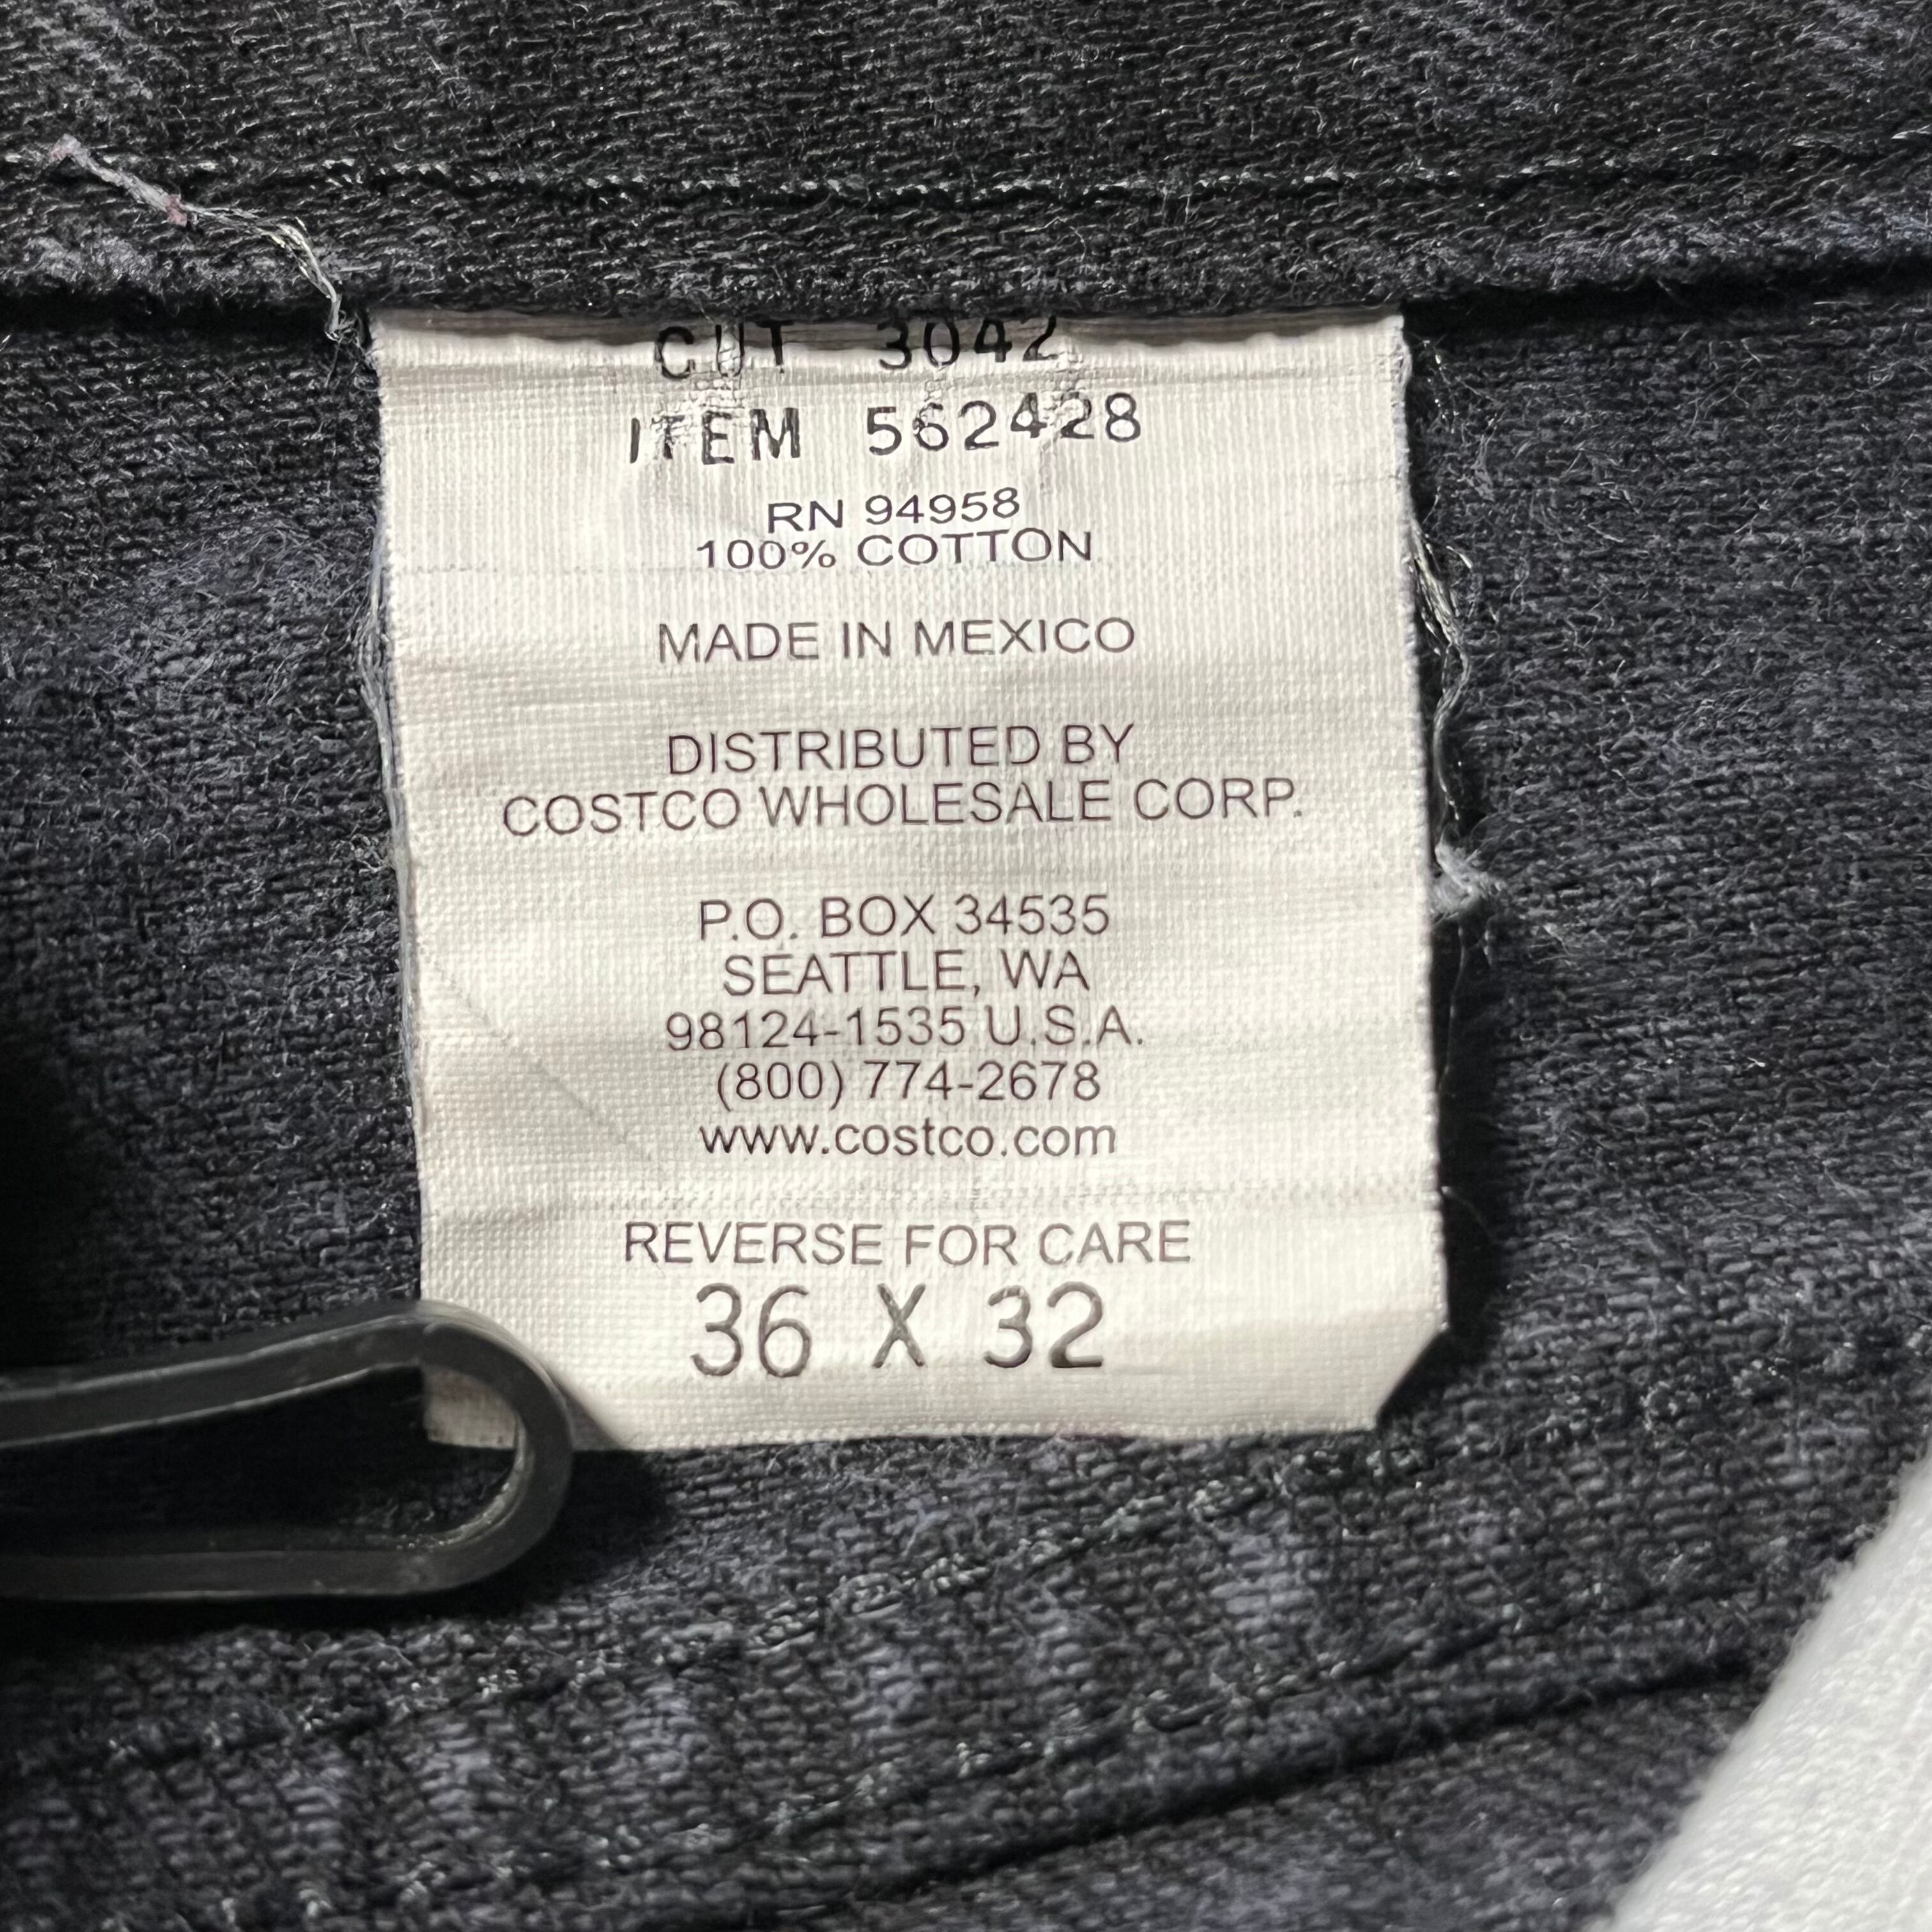 CUT 3042
ITEM 562428
RN 94958
100% COTTON
MADE IN MEXICO
DISTRIBUTED BY
COSTCO WHOLESALE CORP.
P.O. BOX 34535
SEATTLE, WA
98124-1535 U.S.A.
(800) 774-2678
www.costco.com
REVERSE FOR CARE
36 X 32